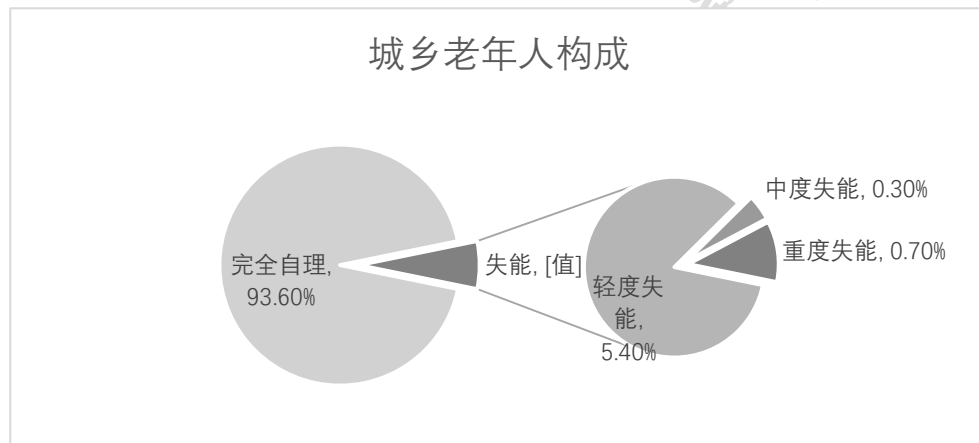 城乡老年人构成
完全自理,
93.60%
失能, [值]
轻度失
能,
5.40%
中度失能, 0.30%
重度失能, 0.70%